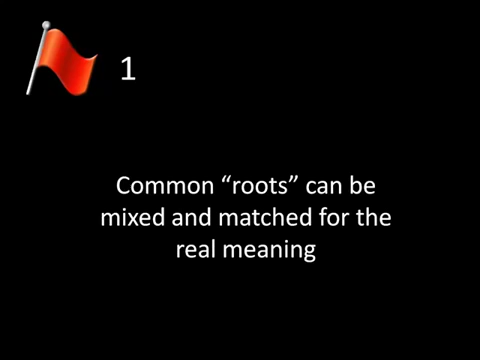 1
Common “roots” can be
mixed and matched for the
real meaning